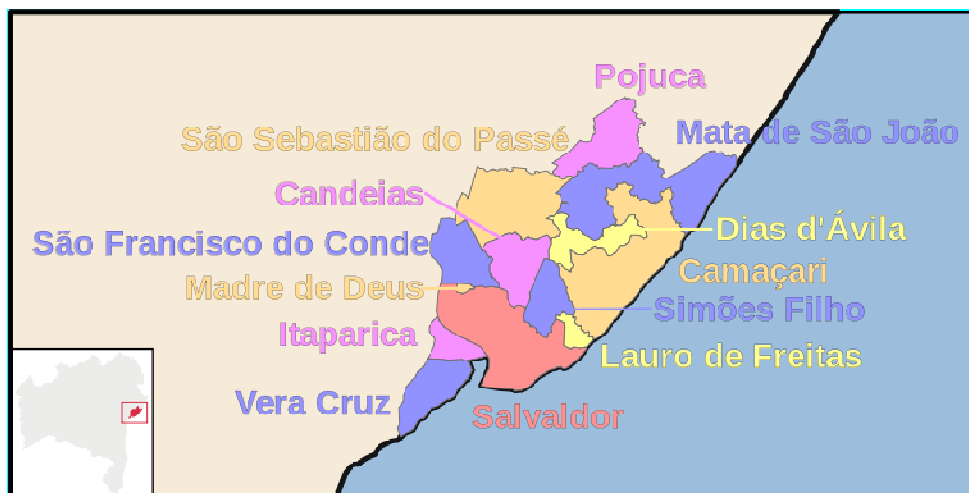 Pojuca
Mata de São João
São Sebastião do Passé
Candeias
Dias d'Ávila
São Francisco do Conde
Camaçari
Madre de Deus
Simões Filho
Itaparica
Lauro de Freitas
Vera Cruz
Salvaldor